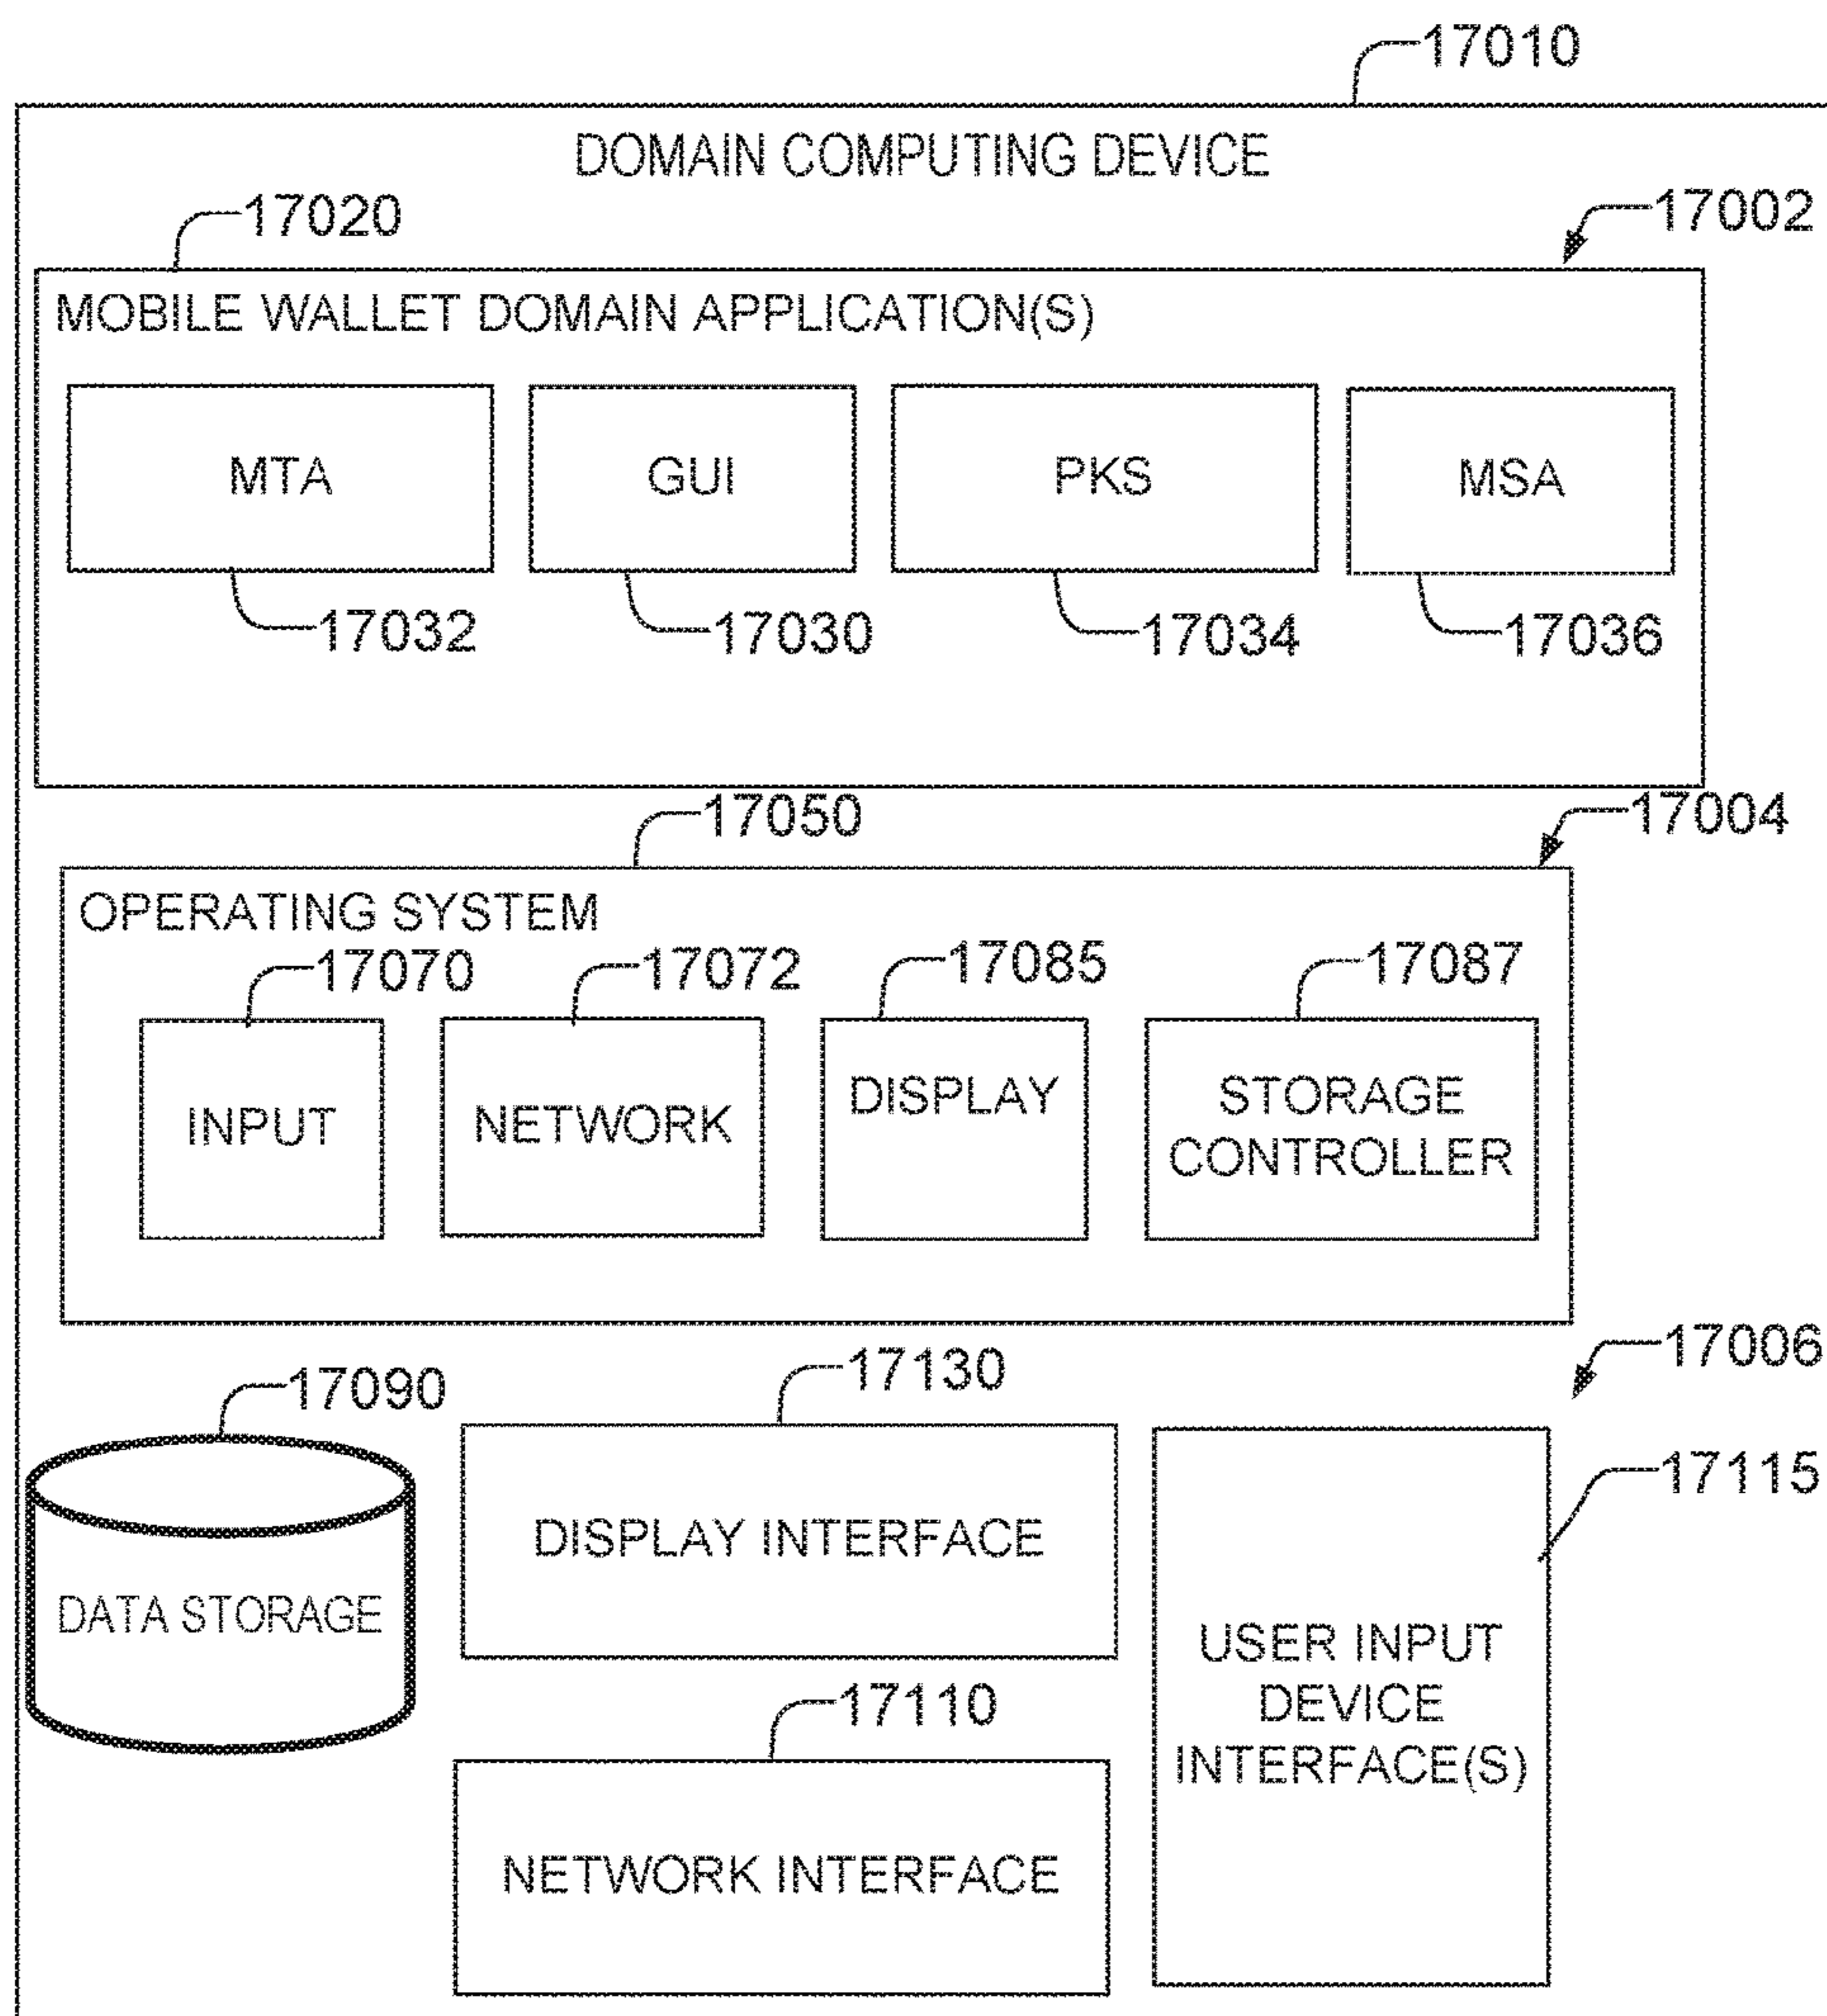 17010
DOMAIN COMPUTING DEVICE
17020
17002
MOBILE WALLET DOMAIN APPLICATION(S)
MTA
GUI
PKS
MSA
17032
17030
17034
17036
17050
17004
OPERATING SYSTEM
17070
17072
17085
17087
INPUT
NETWORK
DISPLAY
STORAGE
CONTROLLER
17006
17090
17130
17115
DATA STORAGE
DISPLAY INTERFACE
USER INPUT
DEVICE
INTERFACE(S)
17110
NETWORK INTERFACE